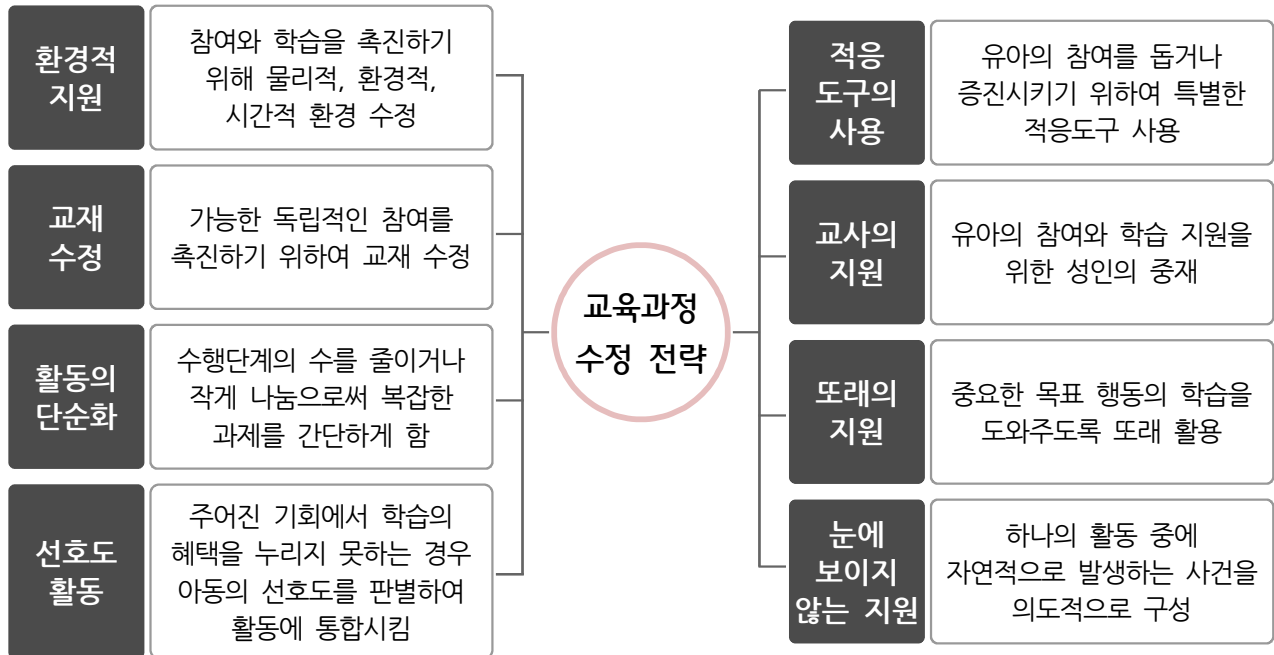 환경적
지원
참여와 학습을 촉진하기
위해 물리적, 환경적,
시간적 환경 수정
교재
수정
가능한 독립적인 참여를
촉진하기 위하여 교재 수정
활동의
단순화
수행단계의 수를 줄이거나
작게 나눔으로써 복잡한
과제를 간단하게 함
선호도
활동
주어진 기회에서 학습의
혜택을 누리지 못하는 경우
아동의 선호도를 판별하여
활동에 통합시킴
교육과정
수정 전략
적응
도구의
사용
유아의 참여를 돕거나
증진시키기 위하여 특별한
적응도구 사용
교사의
지원
유아의 참여와 학습 지원을
위한 성인의 중재
또래의
지원
중요한 목표 행동의 학습을
도와주도록 또래 활용
눈에
보이지
않는 지원
하나의 활동 중에
자연적으로 발생하는 사건을
의도적으로 구성